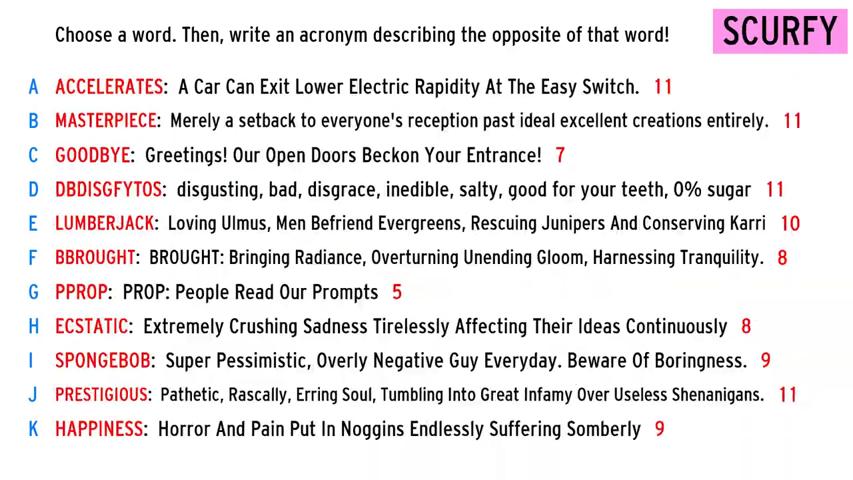 Choose a word. Then, write an acronym describing the opposite of that word!
SCURFY
A ACCELERATES: A Car Can Exit Lower Electric Rapidity At The Easy Switch. 11
B MASTERPIECE: Merely a setback to everyone's reception past ideal excellent creations entirely. 11
C GOODBYE: Greetings! Our Open Doors Beckon Your Entrance! 7
D DBDISGFYTOS: disgusting, bad, disgrace, inedible, salty, good for your teeth, 0% sugar 11
E LUMBERJACK: Loving Ulmus, Men Befriend Evergreens, Rescuing Junipers And Conserving Karri 10
F BBROUGHT: BROUGHT: Bringing Radiance, Overturning Unending Gloom, Harnessing Tranquility. 8
G PPROP: PROP: People Read Our Prompts 5
H ECSTATIC: Extremely Crushing Sadness Tirelessly Affecting Their Ideas Continuously 8
I SPONGEBOB: Super Pessimistic, Overly Negative Guy Everyday. Beware Of Boringness. 9
J PRESTIGIOUS: Pathetic, Rascally, Erring Soul, Tumbling Into Great Infamy Over Useless Shenanigans. 11
K HAPPINESS: Horror And Pain Put In Noggins Endlessly Suffering Somberly 9